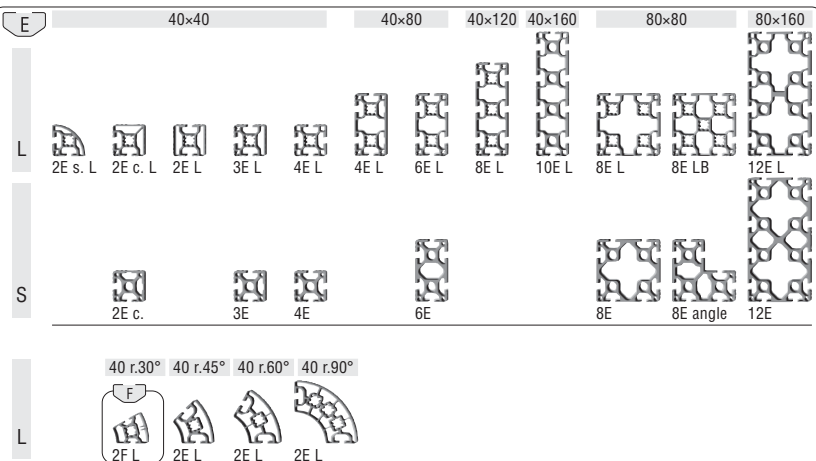 E 40×40 40×80 40×120 40×160 80×80 80×160
L
2E s. L 2E c. L 2E L 3E L 4E L 4E L 6E L 8E L 10E L 8E L 8E LB 12E L
S
2E c. 3E 4E 6E 8E 8E angle 12E
40 r.30° 40 r.45° 40 r.60° 40 r.90°
F
L
2F L 2E L 2E L 2E L